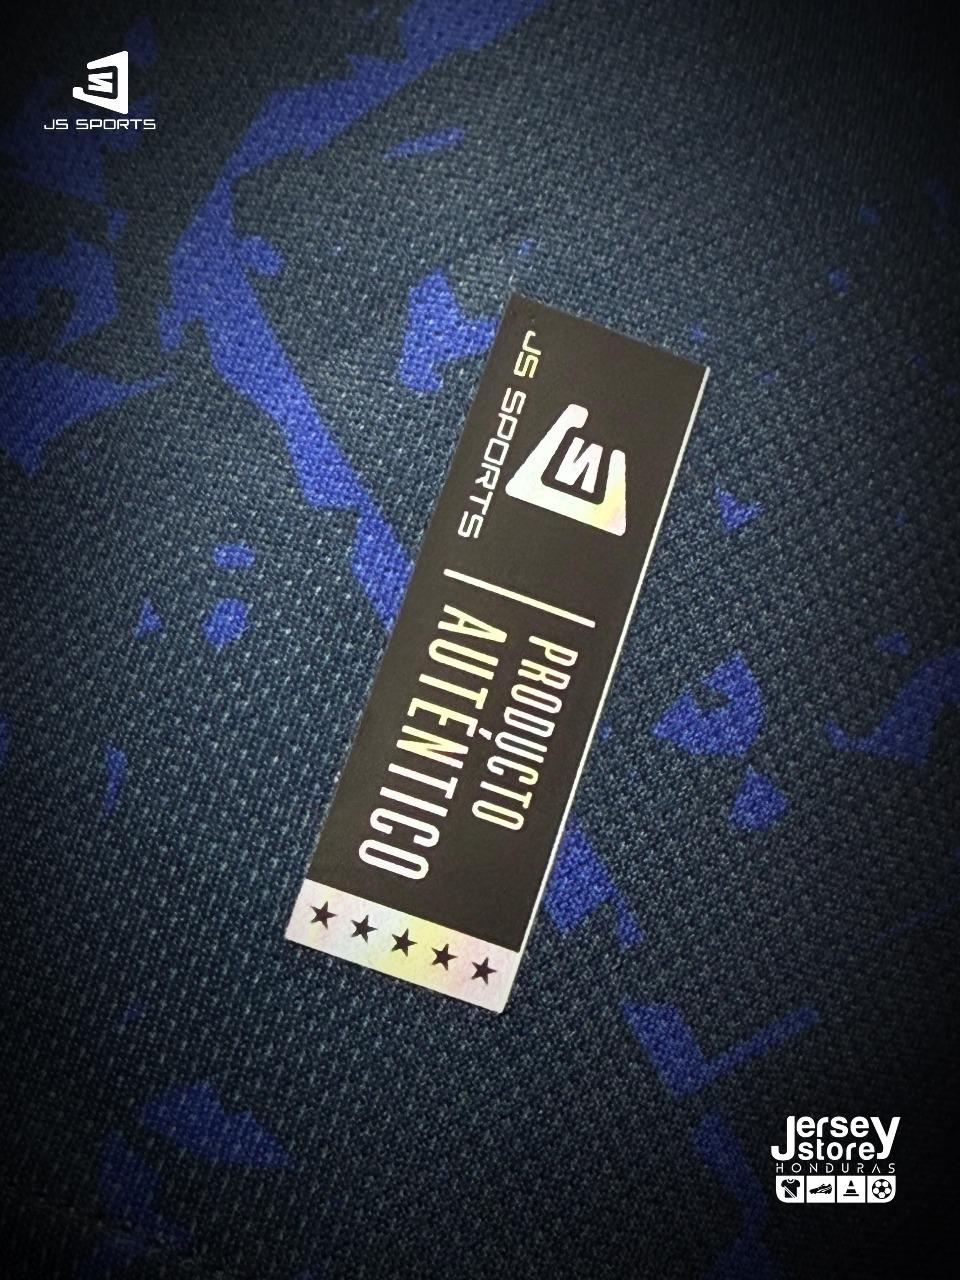 JS SPORTS
JS SPORTS
PRODUCTO
AUTÉNTICO
Jersey
store
HONDURAS